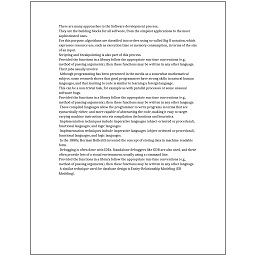 There are many approaches to the Software development process.
They are the building blocks for all software, from the simplest applications to the most sophisticated ones.
For this purpose, algorithms are classified into orders using so-called Big O notation, which expresses resource use, such as execution time or memory consumption, in terms of the size of an input.
Scripting and breakpointing is also part of this process.
Provided the functions in a library follow the appropriate run-time conventions (e.g., method of passing arguments), then these functions may be written in any other language.
Their jobs usually involve:
Although programming has been presented in the media as a somewhat mathematical subject, some research shows that good programmers have strong skills in natural human languages, and that learning to code is similar to learning a foreign language.
This can be a non-trivial task, for example as with parallel processes or some unusual software bugs.
Provided the functions in a library follow the appropriate run-time conventions (e.g., method of passing arguments), then these functions may be written in any other language.
These compiled languages allow the programmer to write programs in terms that are syntactically richer, and more capable of abstracting the code, making it easy to target varying machine instruction sets via compilation declarations and heuristics.
Implementation techniques include imperative languages (object-oriented or procedural), functional languages, and logic languages.
Implementation techniques include imperative languages (object-oriented or procedural), functional languages, and logic languages.
In the 1880s, Herman Hollerith invented the concept of storing data in machine-readable form.
Debugging is often done with IDEs. Standalone debuggers like GDB are also used, and these often provide less of a visual environment, usually using a command line.
Provided the functions in a library follow the appropriate run-time conventions (e.g., method of passing arguments), then these functions may be written in any other language.
A similar technique used for database design is Entity-Relationship Modeling (ER Modeling).